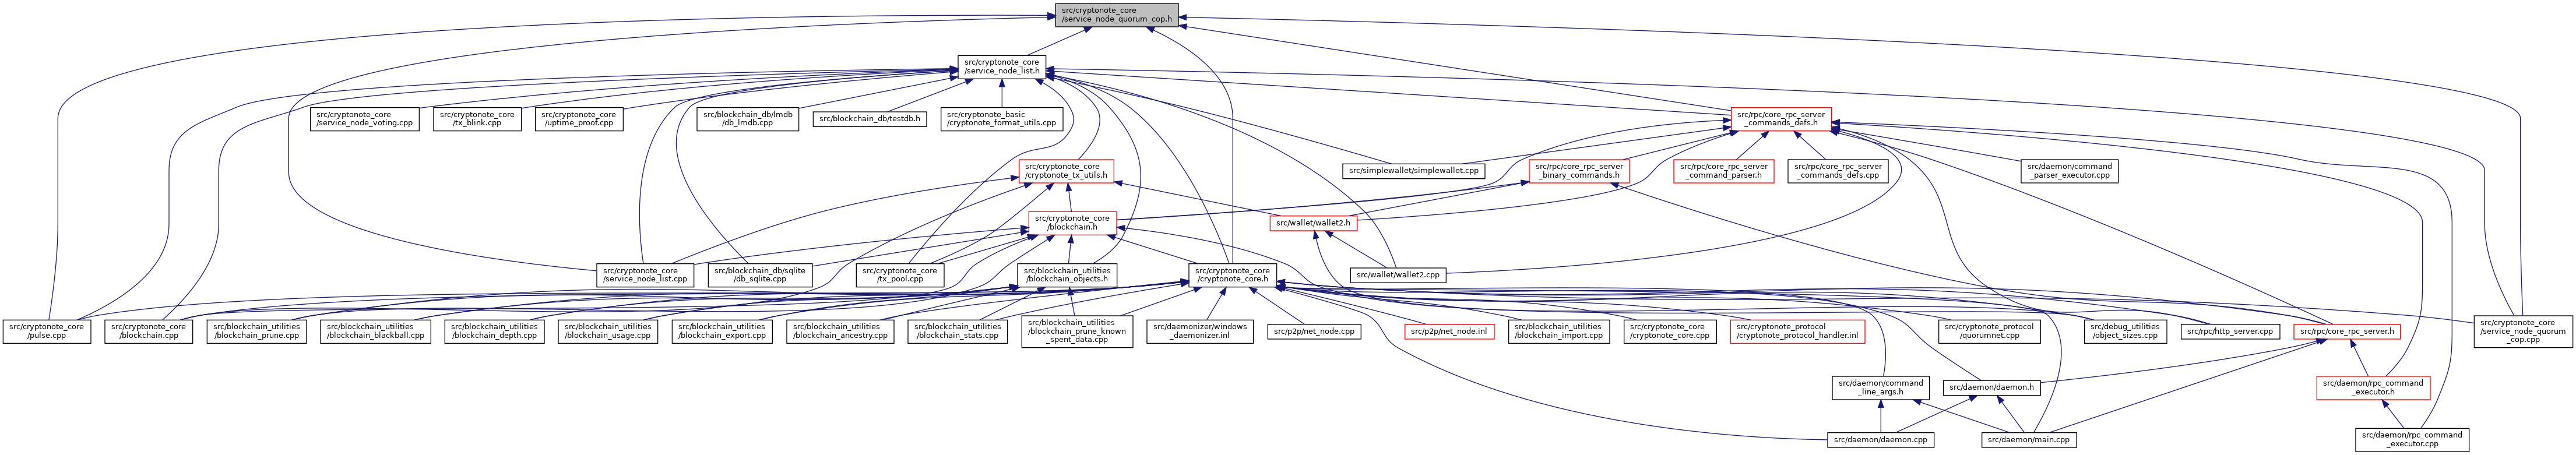 src/cryptonote_core
/service_node_quorum_cop.h
src/cryptonote_core
/service_node_list.h
src/cryptonote_core
/service_node_voting.cpp
src/cryptonote_core
/tx_blink.cpp
src/cryptonote_core
/uptime_proof.cpp
src/blockchain_db/lmdb
/db_lmdb.cpp
src/blockchain_db/testdb.h
src/cryptonote_basic
/cryptonote_format_utils.cpp
src/rpc/core_rpc_server
_commands_defs.h
src/cryptonote_core
/cryptonote_tx_utils.h
src/simplewallet/simplewallet.cpp
src/rpc/core_rpc_server
_binary_commands.h
src/rpc/core_rpc_server
_command_parser.h
src/rpc/core_rpc_server
_commands_defs.cpp
src/daemon/command
_parser_executor.cpp
src/cryptonote_core
/blockchain.h
src/wallet/wallet2.h
src/cryptonote_core
/service_node_list.cpp
src/blockchain_db/sqlite
/db_sqlite.cpp
src/cryptonote_core
/tx_pool.cpp
src/blockchain_utilities
/blockchain_objects.h
src/cryptonote_core
/cryptonote_core.h
src/wallet/wallet2.cpp
src/cryptonote_core
/pulse.cpp
src/cryptonote_core
/blockchain.cpp
src/blockchain_utilities
/blockchain_prune.cpp
src/blockchain_utilities
/blockchain_blackball.cpp
src/blockchain_utilities
/blockchain_depth.cpp
src/blockchain_utilities
/blockchain_usage.cpp
src/blockchain_utilities
/blockchain_export.cpp
src/blockchain_utilities
/blockchain_ancestry.cpp
src/blockchain_utilities
/blockchain_stats.cpp
src/blockchain_utilities
/blockchain_prune_known
_spent_data.cpp
src/daemonizer/windows
_daemonizer.inl
src/p2p/net_node.cpp
src/p2p/net_node.inl
src/blockchain_utilities
/blockchain_import.cpp
src/cryptonote_core
/cryptonote_core.cpp
src/cryptonote_protocol
/cryptonote_protocol_handler.inl
src/cryptonote_protocol
/quorumnet.cpp
src/debug_utilities
/object_sizes.cpp
src/rpc/http_server.cpp
src/rpc/core_rpc_server.h
src/cryptonote_core
/service_node_quorum
_cop.cpp
src/daemon/command
_line_args.h
src/daemon/daemon.h
src/daemon/rpc_command
_executor.h
src/daemon/daemon.cpp
src/daemon/main.cpp
src/daemon/rpc_command
_executor.cpp